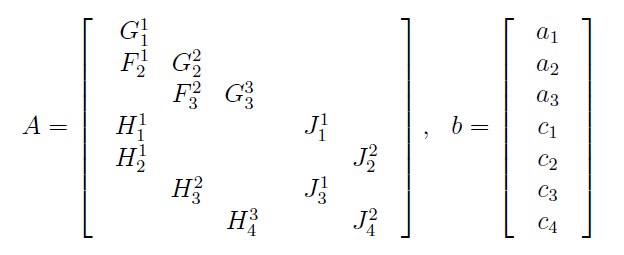 G_1^1
F_2^1 G_2^2
F_3^2 G_3^3
A = [ H_1^1 J_1^1 ] , b = [ a_1 a_2 a_3 c_1 c_2 c_3 c_4 ]
H_2^1 J_2^2
H_3^2 J_3^1
H_4^3 J_4^2